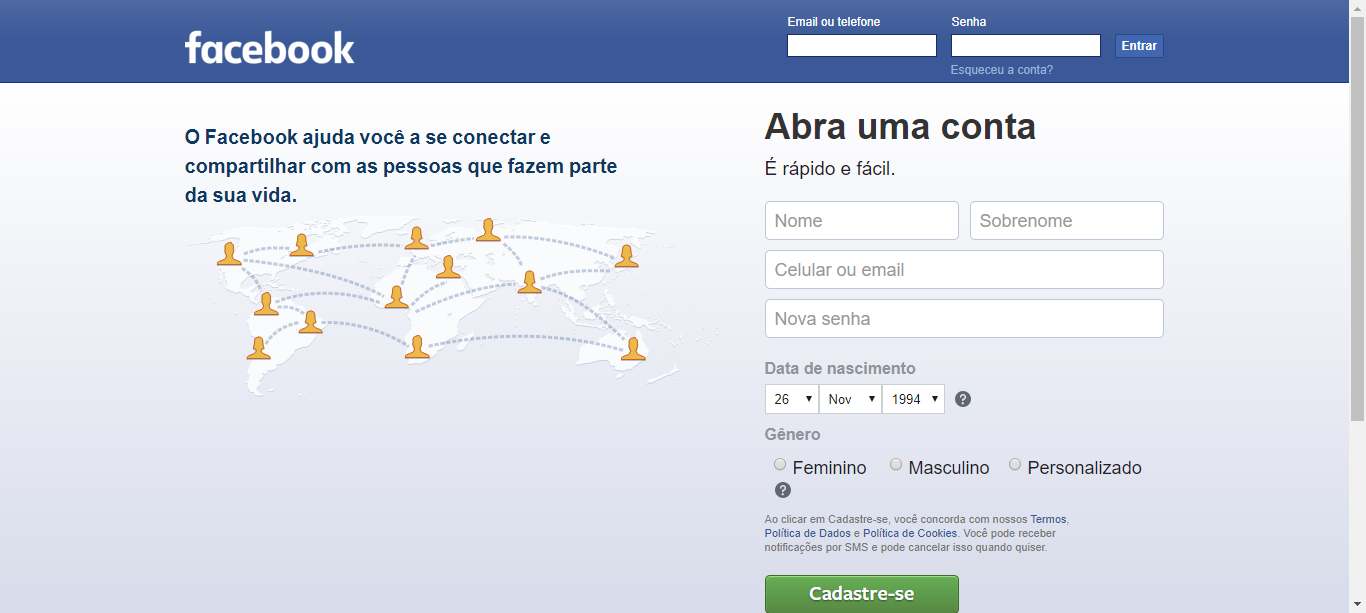 facebook
Email ou telefone
Senha
Entrar
Esqueceu a conta?
O Facebook ajuda você a se conectar e
compartilhar com as pessoas que fazem parte
da sua vida.
Abra uma conta
É rápido e fácil.
Nome
Sobrenome
Celular ou email
Nova senha
Data de nascimento
26 Nov 1994 ?
Gênero
Feminino Masculino Personalizado
?
Ao clicar em Cadastre-se, você concorda com nossos Termos,
Política de Dados e Política de Cookies. Você pode receber
notificações por SMS e pode cancelar isso quando quiser.
Cadastre-se